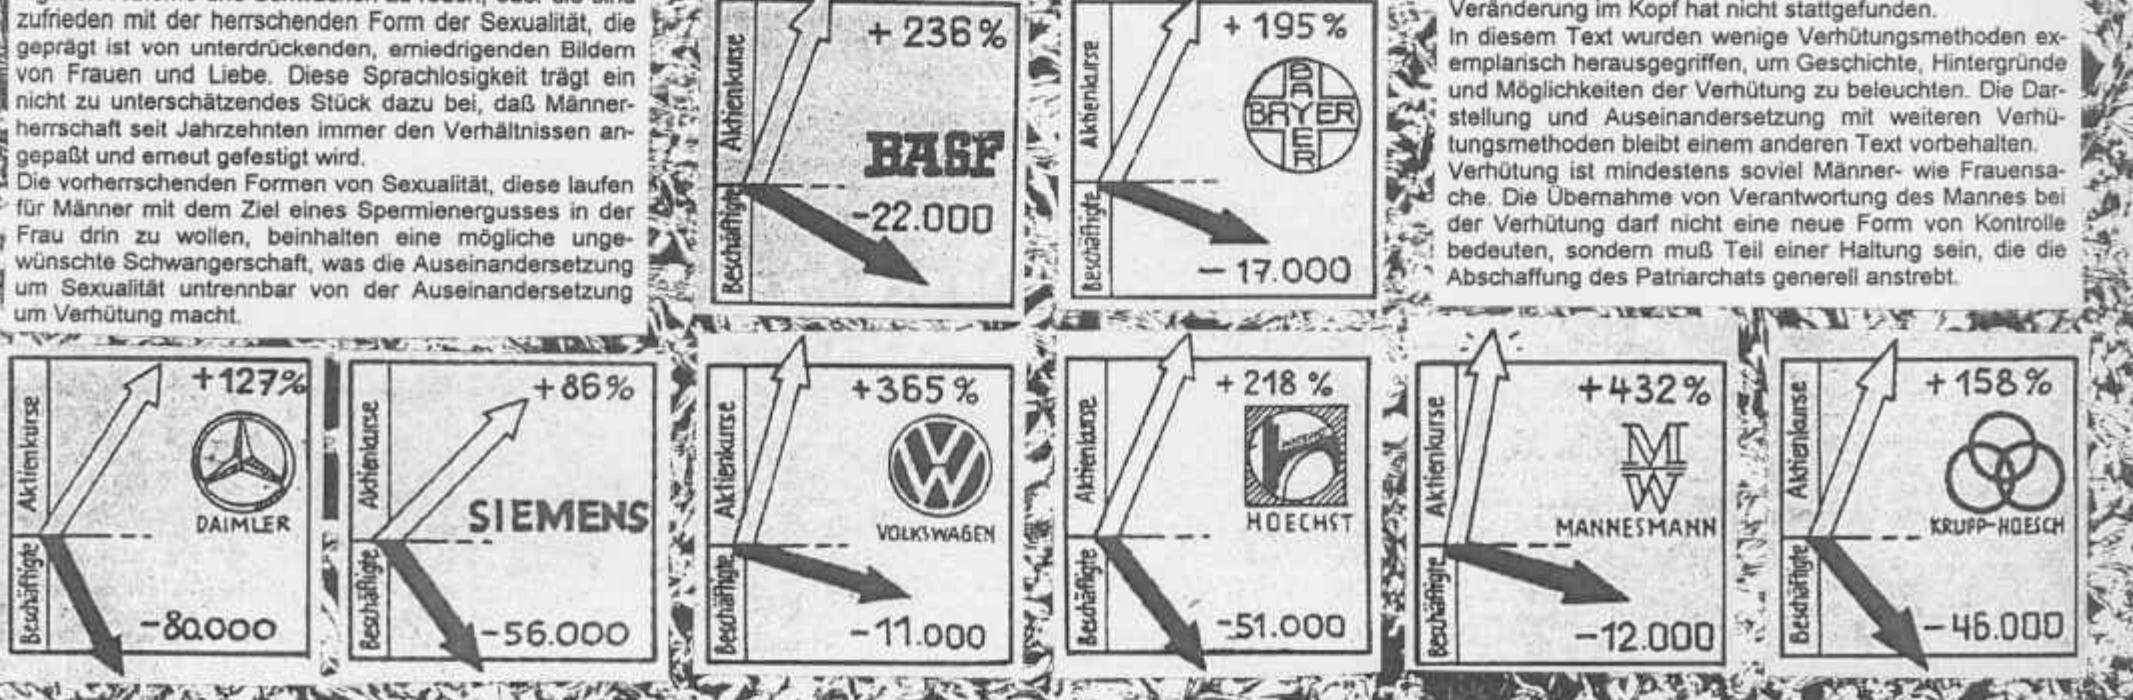 zufrieden mit der herrschenden Form der Sexualität, die
geprägt ist von unterdrückenden, erniedrigenden Bildern
von Frauen und Liebe. Diese Sprachlosigkeit trägt ein
nicht zu unterschätzendes Stück dazu bei, daß Männer-
herrschaft seit Jahrzehnten immer den Verhältnissen an-
gepaßt und erneut gefestigt wird.
Die vorherrschenden Formen von Sexualität, diese laufen
für Männer mit dem Ziel eines Spermienergusses in der
Frau drin zu wollen, beinhalten eine mögliche unge-
wünschte Schwangerschaft, was die Auseinandersetzung
um Sexualität untrennbar von der Auseinandersetzung
um Verhütung macht.
Aktienkurse
+ 236%
BASF
Beschäftigte
-22.000
Aktienkurse
+ 195%
BAYER
BAYER
Beschäftigte
- 17.000
Veränderung im Kopf hat nicht stattgefunden.
In diesem Text wurden wenige Verhütungsmethoden ex-
emplarisch herausgegriffen, um Geschichte, Hintergründe
und Möglichkeiten der Verhütung zu beleuchten. Die Dar-
stellung und Auseinandersetzung mit weiteren Verhü-
tungsmethoden bleibt einem anderen Text vorbehalten.
Verhütung ist mindestens soviel Männer- wie Frauensa-
che. Die Übernahme von Verantwortung des Mannes bei
der Verhütung darf nicht eine neue Form von Kontrolle
bedeuten, sondern muß Teil einer Haltung sein, die die
Abschaffung des Patriarchats generell anstrebt.
Aktienkurse
+127%
DAIMLER
Beschäftigte
-80.000
Aktienkurse
+86%
SIEMENS
Beschäftigte
-56.000
Aktienkurse
+365%
VW
VOLKSWAGEN
Beschäftigte
-11.000
Aktienkurse
+ 218 %
HOECHST
Beschäftigte
-51.000
Aktienkurse
+432%
M
W
MANNESMANN
Beschäftigte
-12.000
Aktienkurse
+158%
KRUPP-HOESCH
Beschäftigte
-46.000